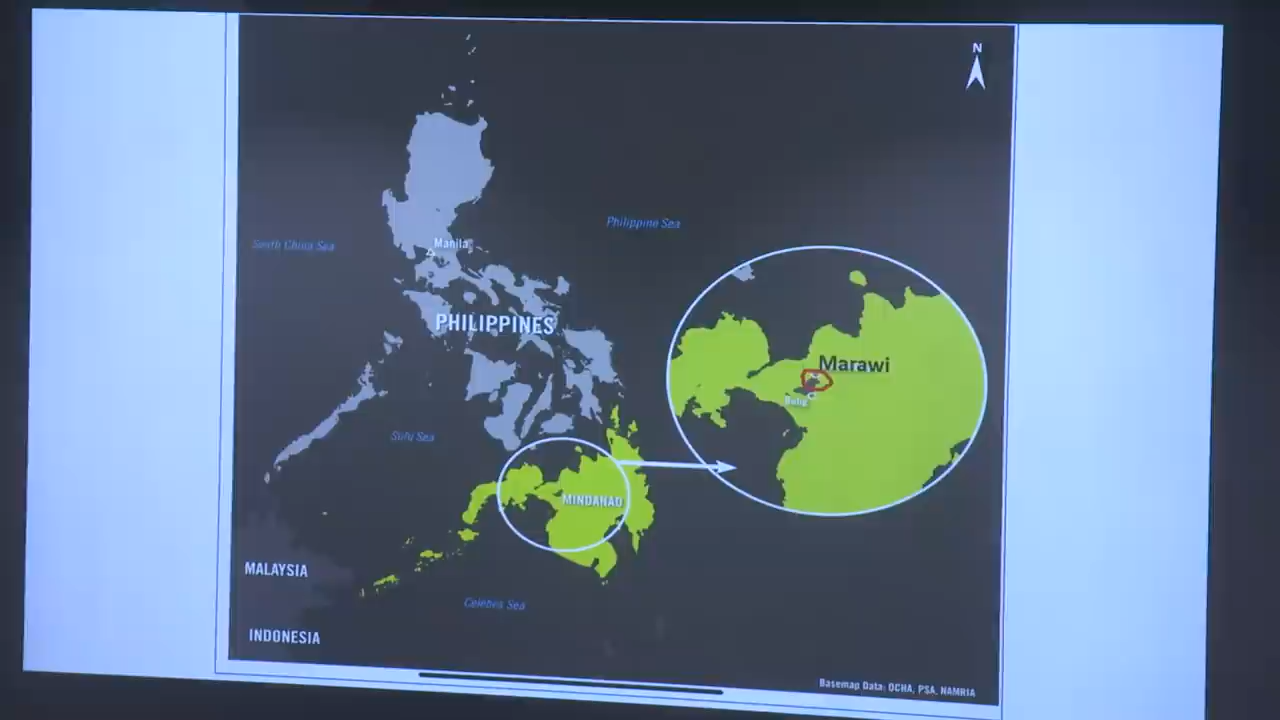 N
Philippine Sea
South China Sea
Manila
PHILIPPINES
Marawi
Butig
Sulu Sea
MINDANAO
MALAYSIA
Celebes Sea
INDONESIA
Basemap Data: OCHA, PSA, NAMRIA